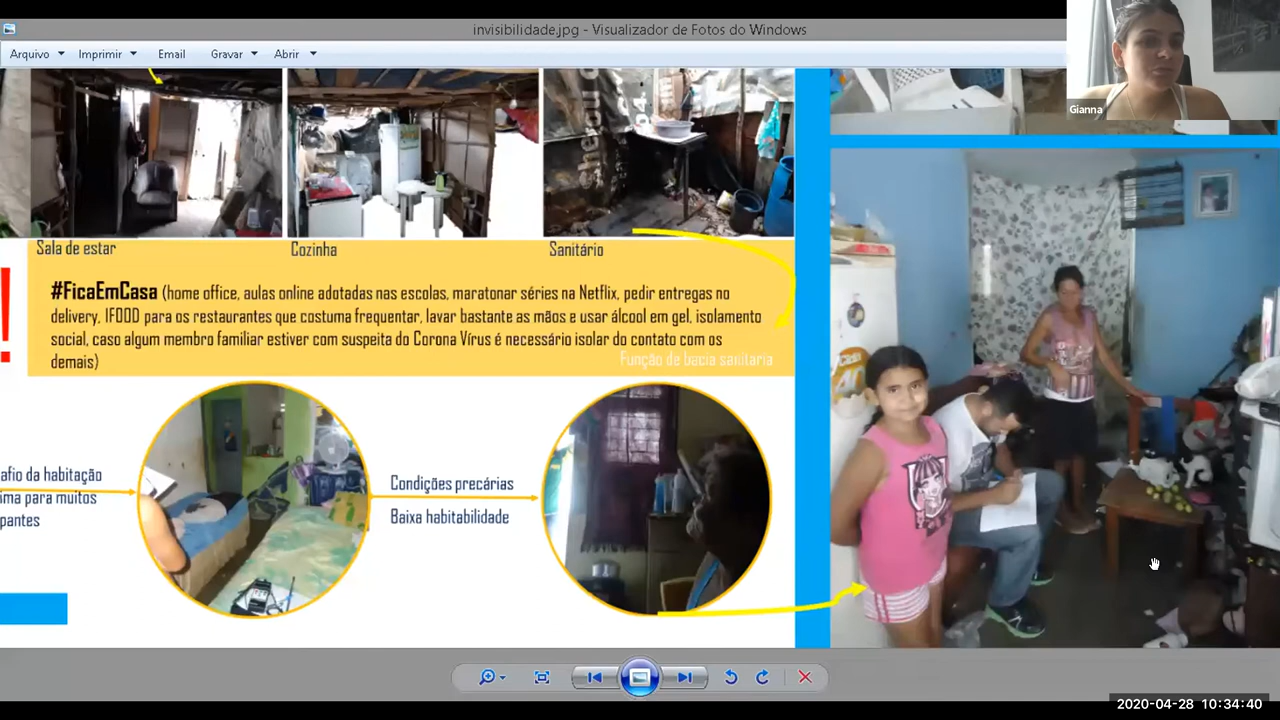 invisibilidade.jpg - Visualizador de Fotos do Windows
Arquivo Imprimir Email Gravar Abrir
Gianna
Sala de estar
Cozinha
Sanitário
#FicaEmCasa (home office, aulas online adotadas nas escolas, maratonar séries na Netflix, pedir entregas no
delivery, IFOOD para os restaurantes que costuma frequentar, lavar bastante as mãos e usar álcool em gel, isolamento
social, caso algum membro familiar estiver com suspeita do Corona Vírus é necessário isolar do contato com os
demais)
Função de bacia sanitaria
!
afio da habitação
ima para muitos
pantes
Condições precárias
Baixa habitabilidade
2020-04-28 10:34:40